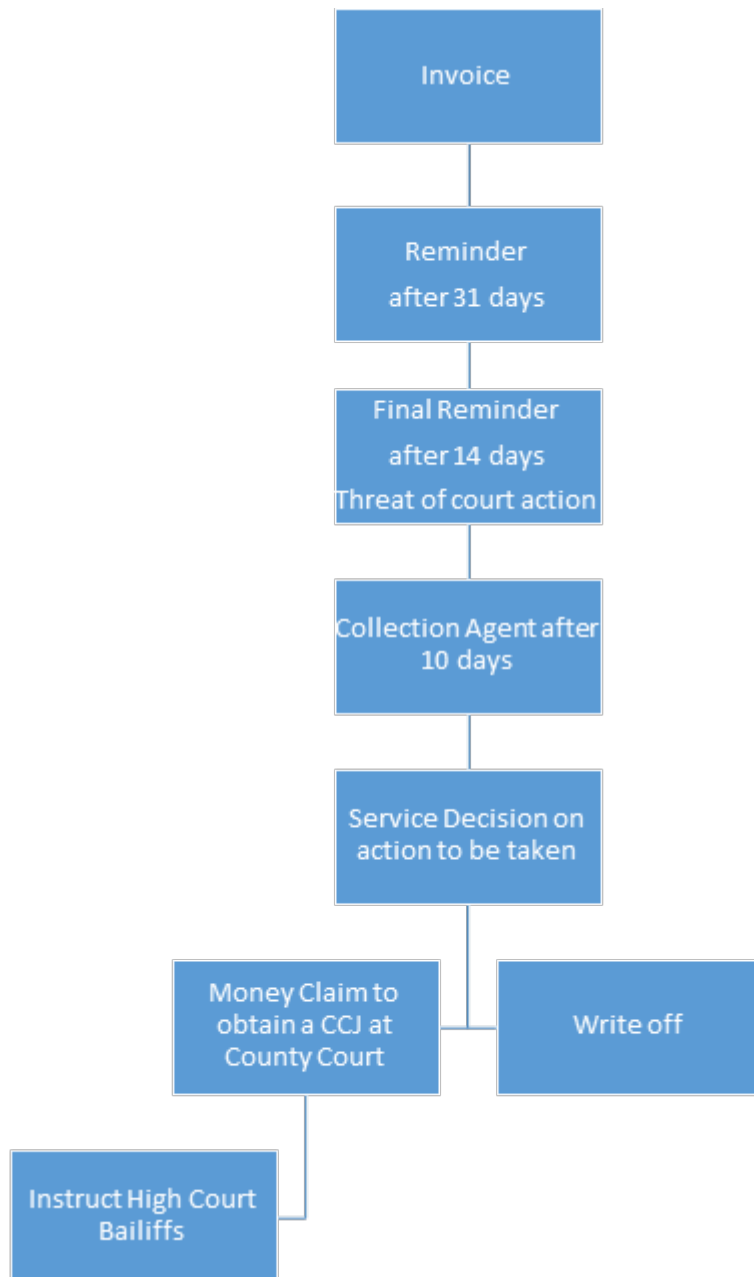 Invoice
Reminder
after 31 days
Final Reminder
after 14 days
Threat of court action
Collection Agent after
10 days
Service Decision on
action to be taken
Money Claim to
obtain a CCJ at
County Court
Write off
Instruct High Court
Bailiffs